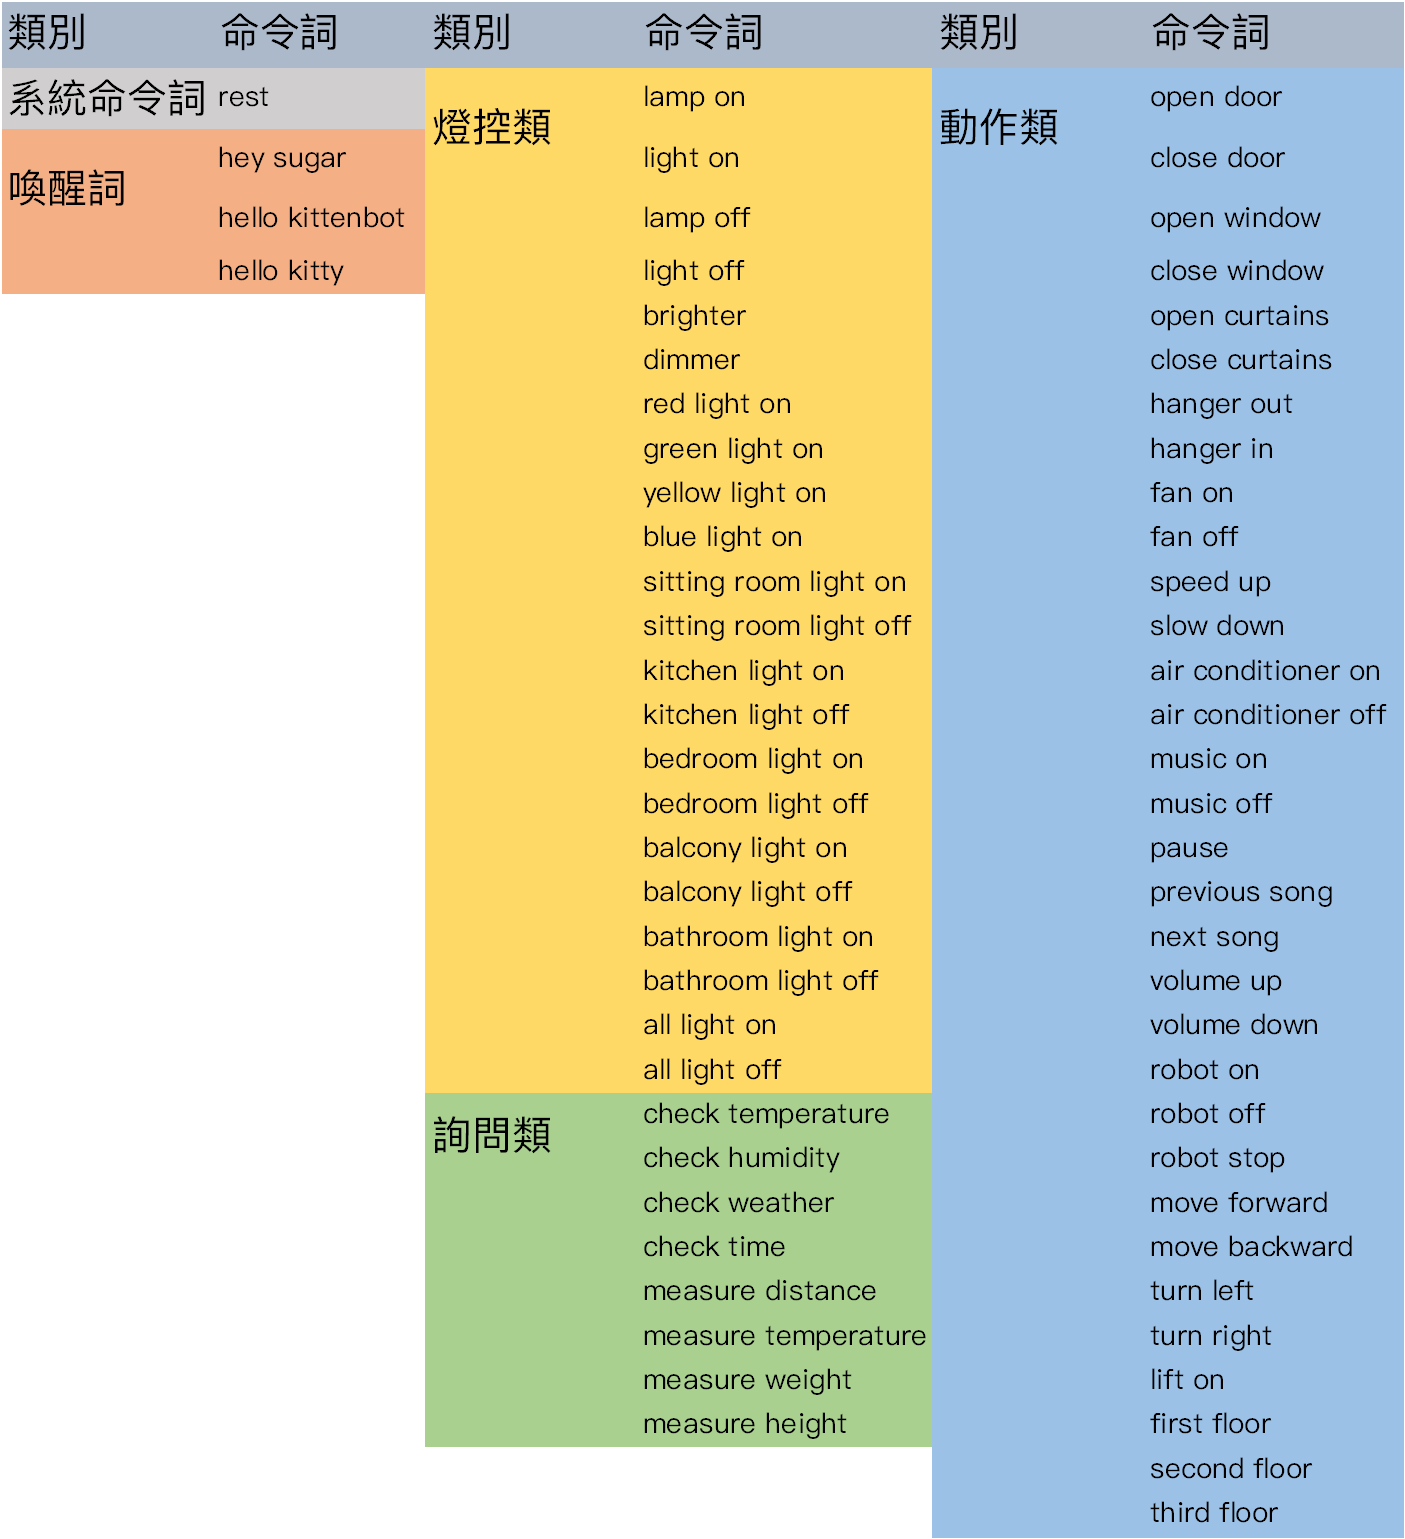 類別 命令詞 類別 命令詞 類別 命令詞
系統命令詞 rest
喚醒詞 hey sugar
hello kittenbot
hello kitty
燈控類 lamp on
light on
lamp off
light off
brighter
dimmer
red light on
green light on
yellow light on
blue light on
sitting room light on
sitting room light off
kitchen light on
kitchen light off
bedroom light on
bedroom light off
balcony light on
balcony light off
bathroom light on
bathroom light off
all light on
all light off
詢問類 check temperature
check humidity
check weather
check time
measure distance
measure temperature
measure weight
measure height
動作類 open door
close door
open window
close window
open curtains
close curtains
hanger out
hanger in
fan on
fan off
speed up
slow down
air conditioner on
air conditioner off
music on
music off
pause
previous song
next song
volume up
volume down
robot on
robot off
robot stop
move forward
move backward
turn left
turn right
lift on
first floor
second floor
third floor